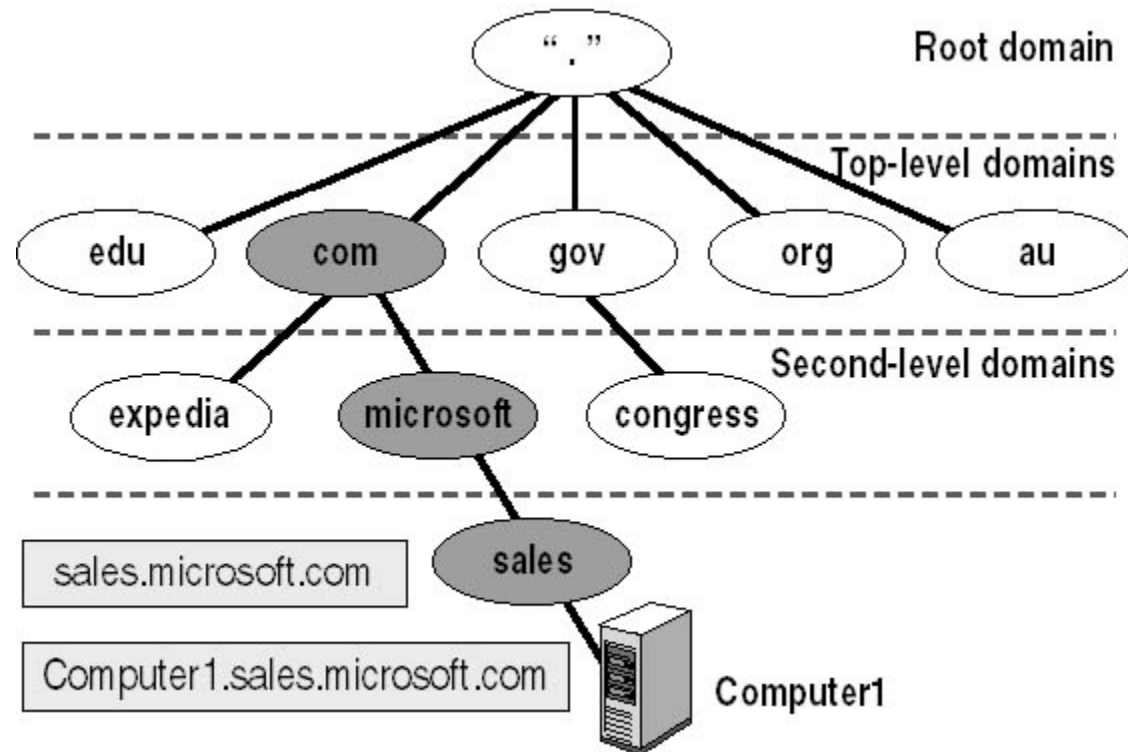 “.”
Root domain
Top-level domains
edu
com
gov
org
au
Second-level domains
expedia
microsoft
congress
sales
sales.microsoft.com
Computer1.sales.microsoft.com
Computer1